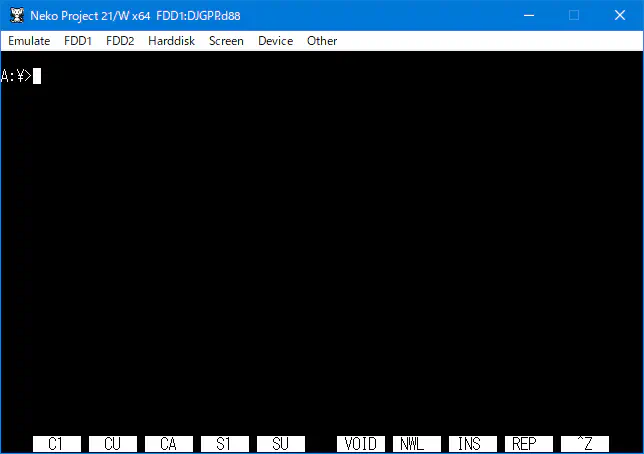 Neko Project 21/W x64 FDD1:DJGPP.d88
Emulate FDD1 FDD2 Harddisk Screen Device Other
A:¥>
C1 CU CA S1 SU VOID NWL INS REP ^Z